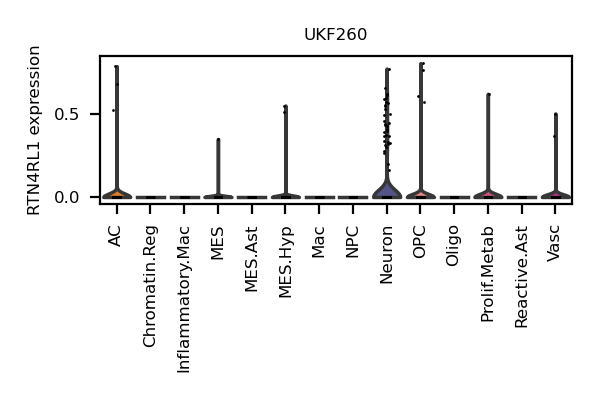 UKF260
RTN4RL1 expression
0.5
0.0
AC
Chromatin.Reg
Inflammatory.Mac
MES
MES.Ast
MES.Hyp
Mac
NPC
Neuron
OPC
Oligo
Prolif.Metab
Reactive.Ast
Vasc